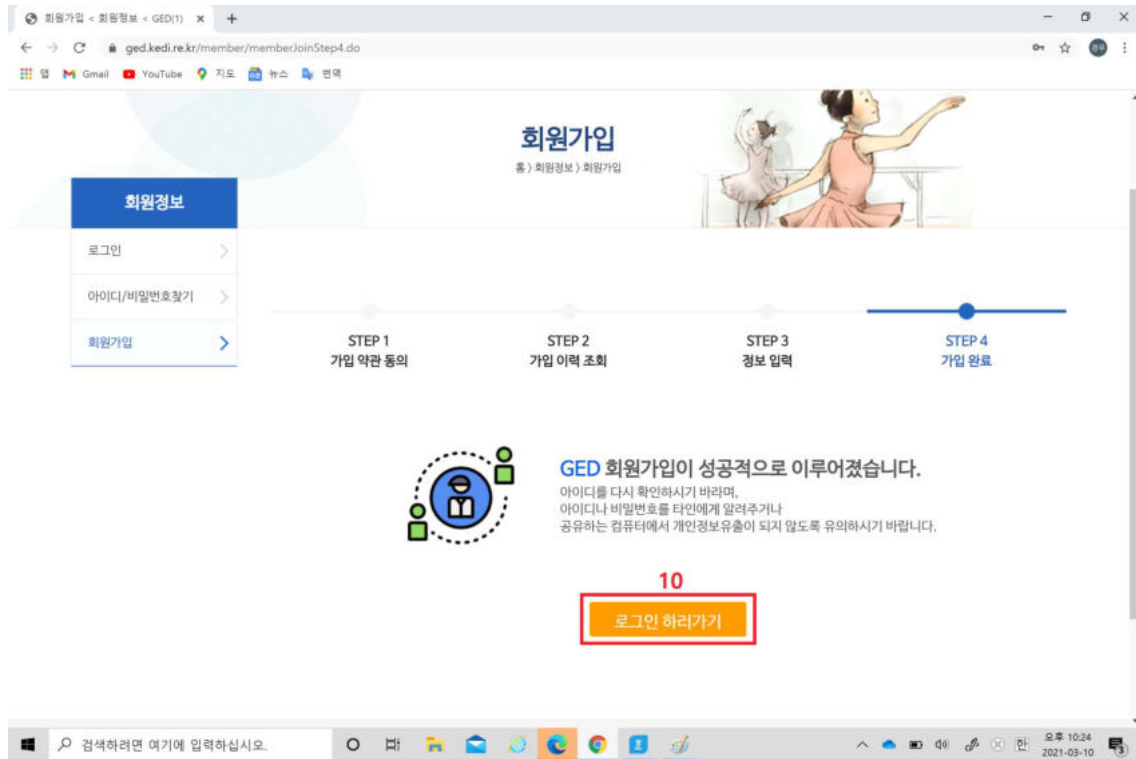 회원가입 < 회원정보 < GED(1)
ged.kedi.re.kr/member/memberJoinStep4.do
앱 Gmail YouTube 지도 뉴스 번역
회원가입
홈 > 회원정보 > 회원가입
회원정보
로그인
아이디/비밀번호찾기
회원가입
STEP 1
가입 약관 동의
STEP 2
가입 이력 조회
STEP 3
정보 입력
STEP 4
가입 완료
GED 회원가입이 성공적으로 이루어졌습니다.
아이디를 다시 확인하시기 바라며,
아이디나 비밀번호를 타인에게 알려주거나
공유하는 컴퓨터에서 개인정보유출이 되지 않도록 유의하시기 바랍니다.
10
로그인 하러가기
검색하려면 여기에 입력하십시오.
한
오후 10:24
2021-03-10
3